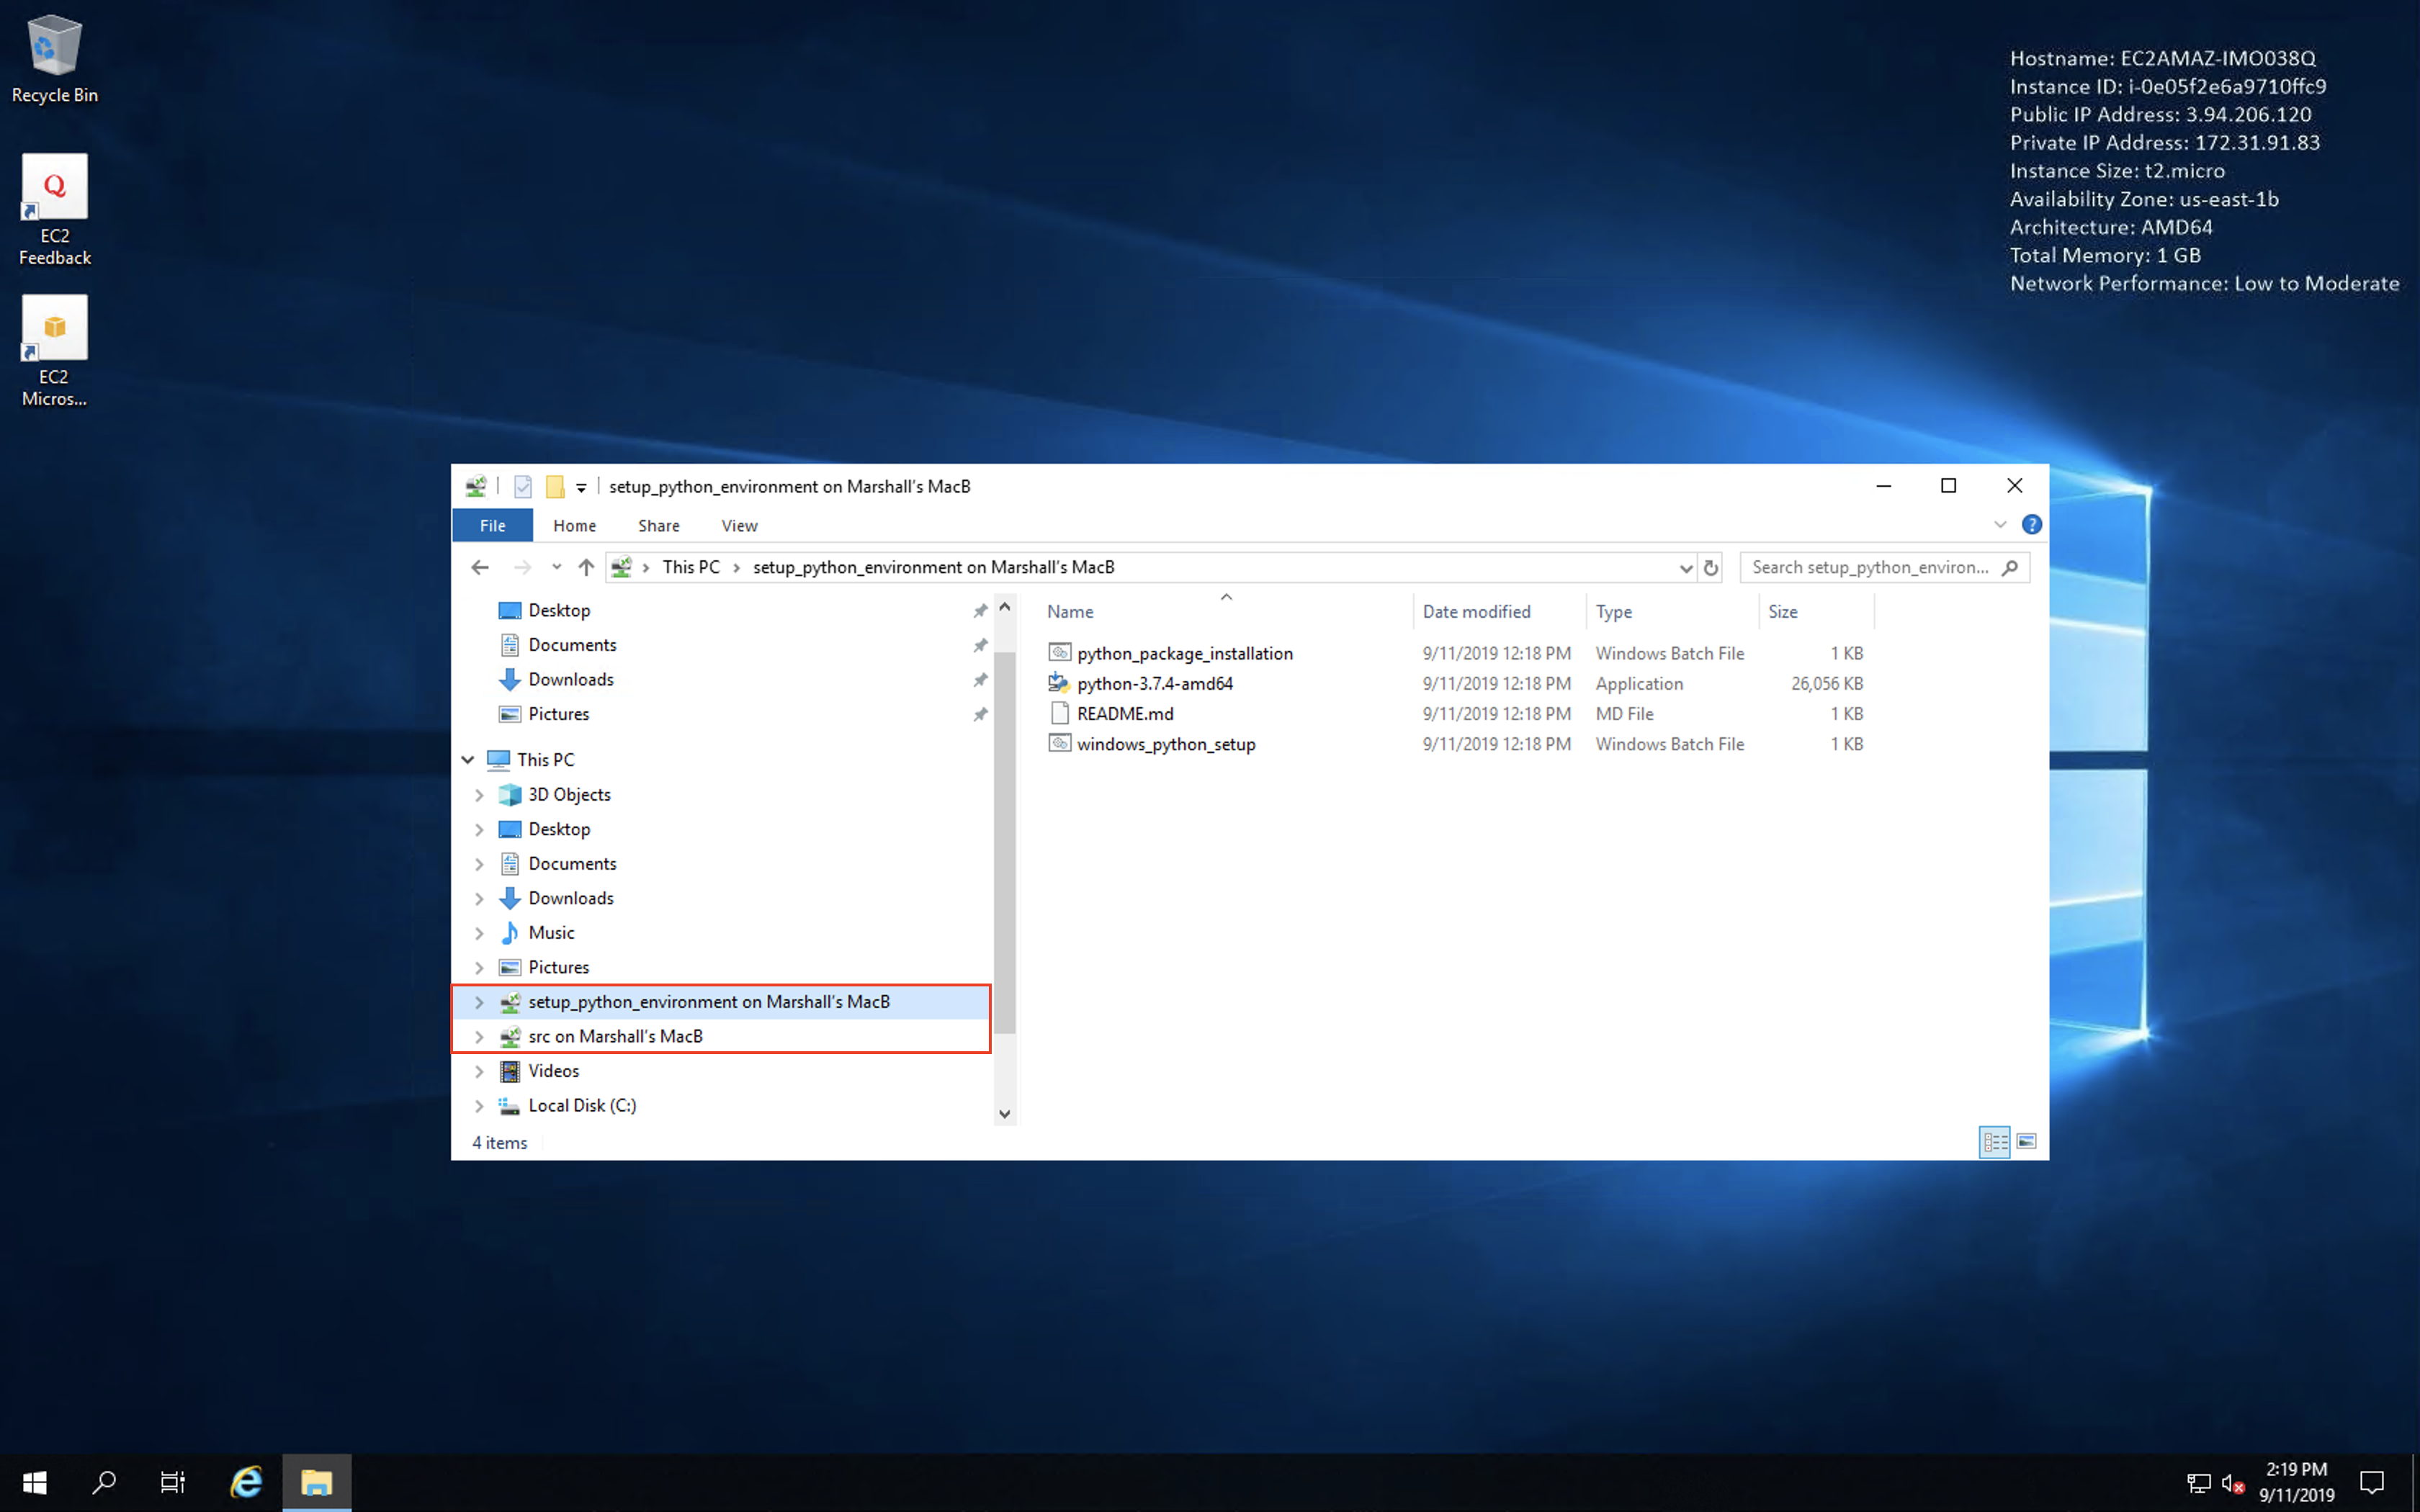 Recycle Bin
EC2
Feedback
EC2
Micros...
Hostname: EC2AMAZ-IMO038Q
Instance ID: i-0e05f2e6a9710ffc9
Public IP Address: 3.94.206.120
Private IP Address: 172.31.91.83
Instance Size: t2.micro
Availability Zone: us-east-1b
Architecture: AMD64
Total Memory: 1 GB
Network Performance: Low to Moderate
setup_python_environment on Marshall's MacB
File Home Share View
This PC setup_python_environment on Marshall's MacB Search setup_python_environ...
Desktop
Documents
Downloads
Pictures
This PC
3D Objects
Desktop
Documents
Downloads
Music
Pictures
setup_python_environment on Marshall's MacB
src on Marshall's MacB
Videos
Local Disk (C:)
Name Date modified Type Size
python_package_installation 9/11/2019 12:18 PM Windows Batch File 1 KB
python-3.7.4-amd64 9/11/2019 12:18 PM Application 26,056 KB
README.md 9/11/2019 12:18 PM MD File 1 KB
windows_python_setup 9/11/2019 12:18 PM Windows Batch File 1 KB
4 items
2:19 PM
9/11/2019